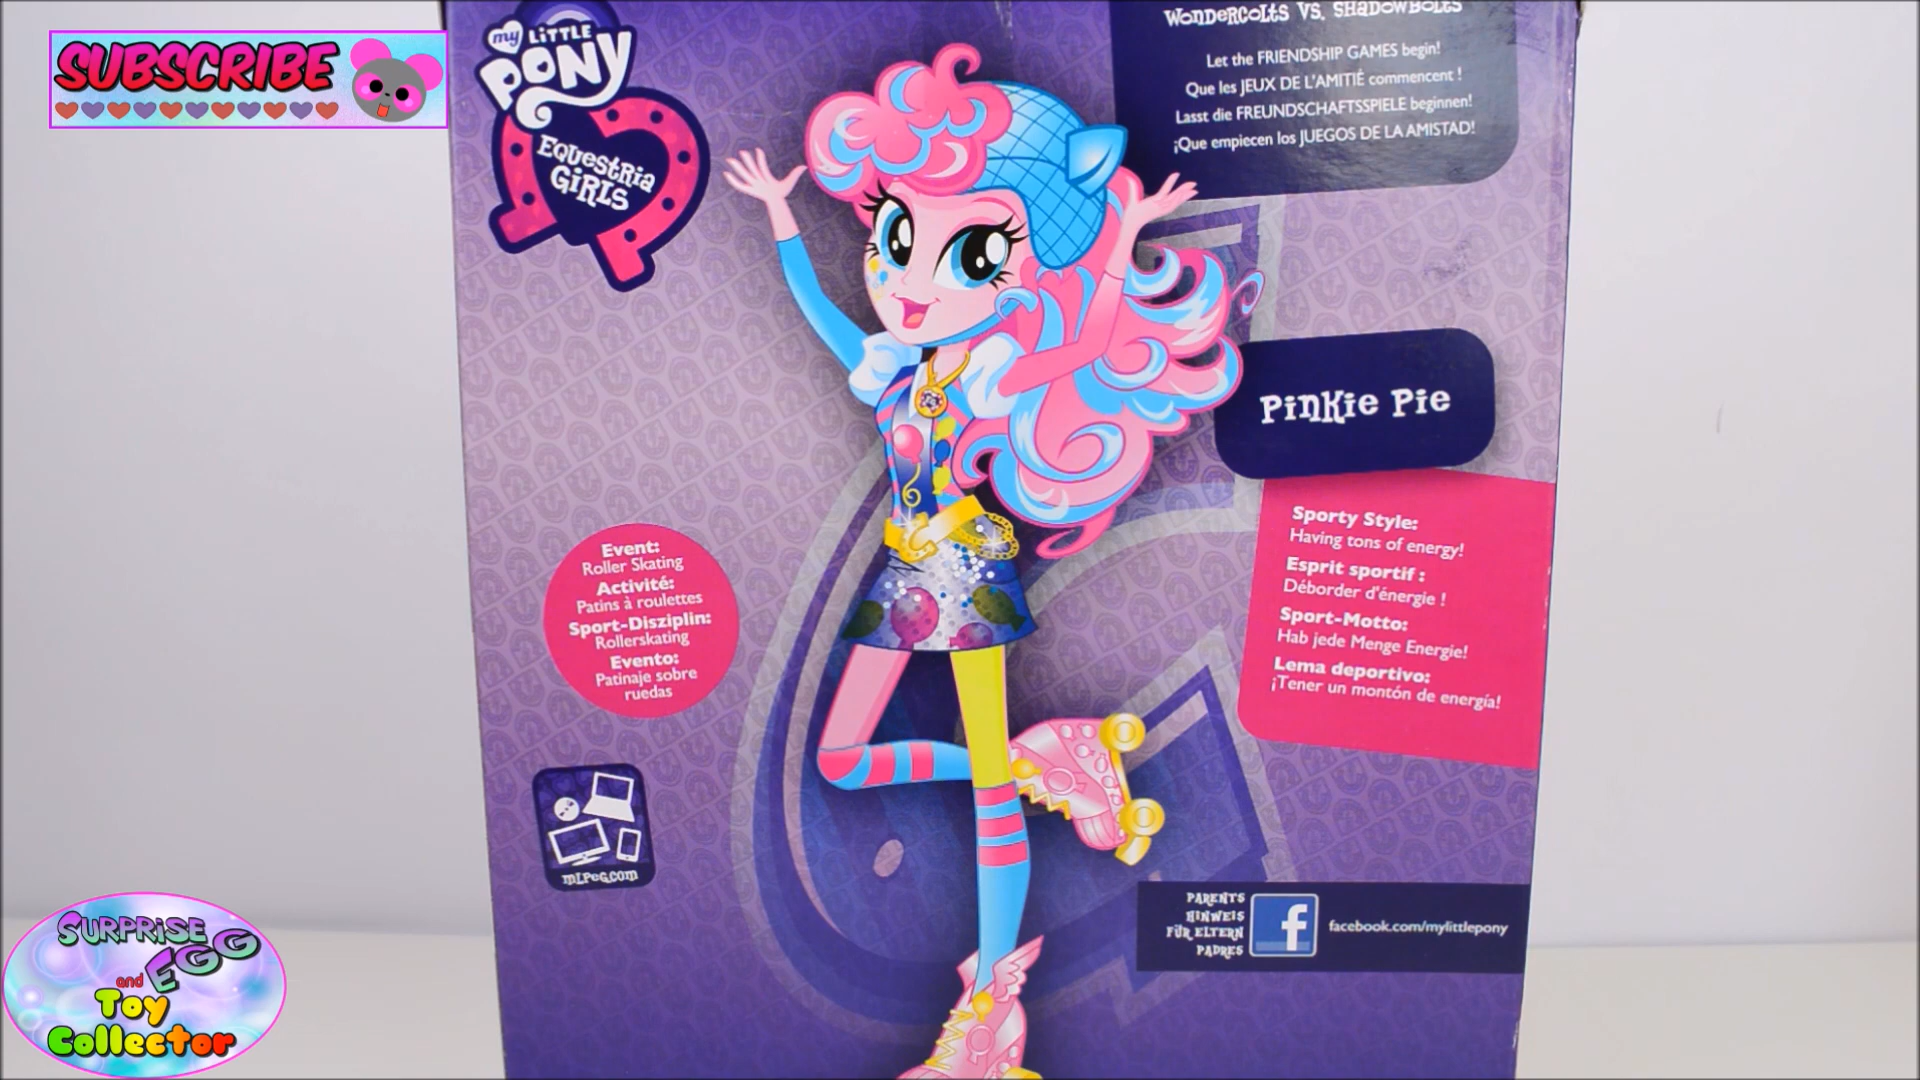 SUBSCRIBE
my LiTTLE
PONY
EQUESTRIA
GiRLS
WONDERCOLTS VS. SHADOWBOLTS
Let the FRIENDSHIP GAMES begin!
Que les JEUX DE L'AMITIÉ commencent !
Lasst die FREUNDSCHAFTSSPIELE beginnen!
¡Que empiecen los JUEGOS DE LA AMISTAD!
Pinkie Pie
Sporty Style:
Having tons of energy!
Esprit sportif :
Déborder d'énergie !
Sport-Motto:
Hab jede Menge Energie!
Lema deportivo:
¡Tener un montón de energía!
Event:
Roller Skating
Activité:
Patins à roulettes
Sport-Disziplin:
Rollerskating
Evento:
Patinaje sobre
ruedas
mLPeG.com
PARENTS
HINWEIS
FÜR ELTERN
PADRES
f
facebook.com/mylittlepony
SURPRiSE
EGG
and
Toy
Collector